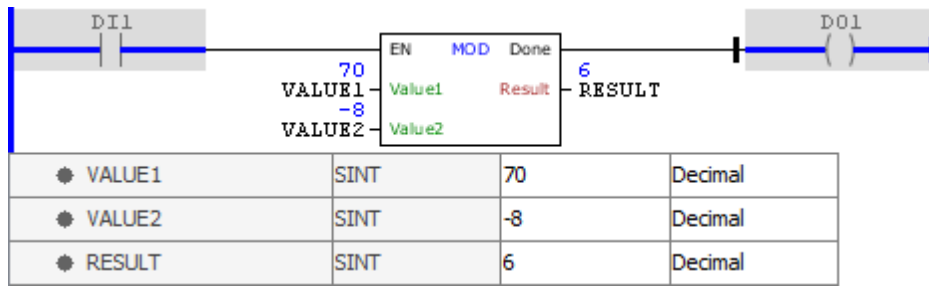 DI1 DO1
EN MOD Done
70 6
VALUE1 Value1 Result RESULT
-8
VALUE2 Value2
VALUE1 SINT 70 Decimal
VALUE2 SINT -8 Decimal
RESULT SINT 6 Decimal